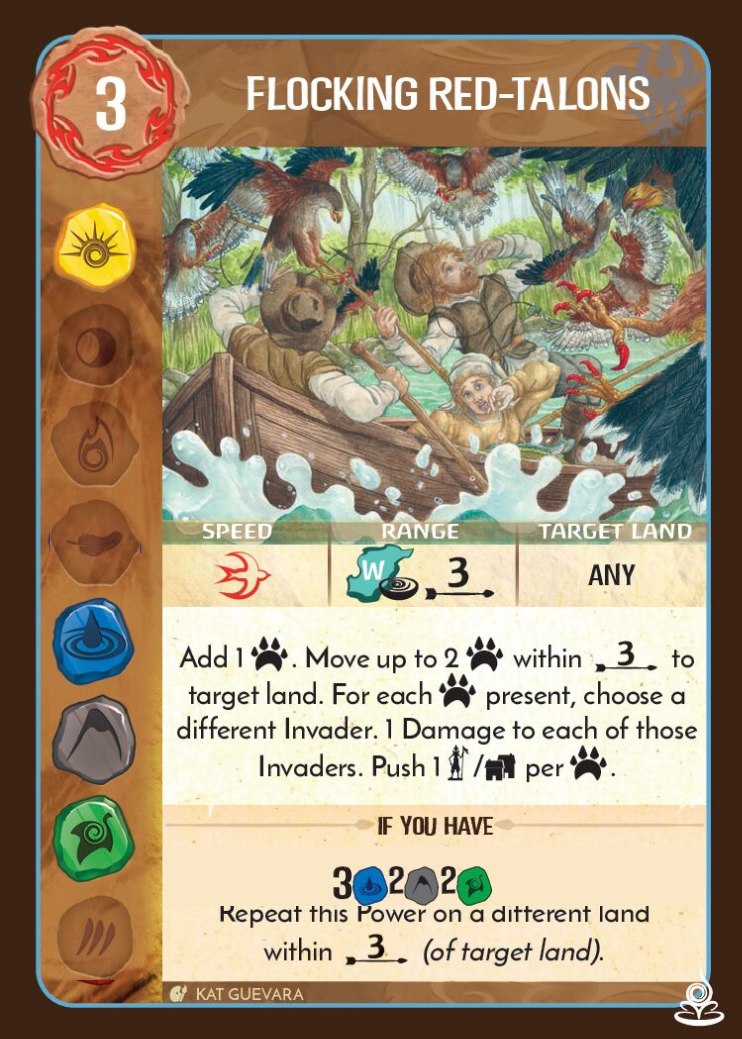 3
FLOCKING RED-TALONS
SPEED RANGE TARGET LAND
W 3 ANY
Add 1 . Move up to 2 within 3 to
target land. For each present, choose a
different Invader. 1 Damage to each of those
Invaders. Push 1 / per .
IF YOU HAVE
3 2 2
Repeat this Power on a different land
within 3 (of target land).
KAT GUEVARA